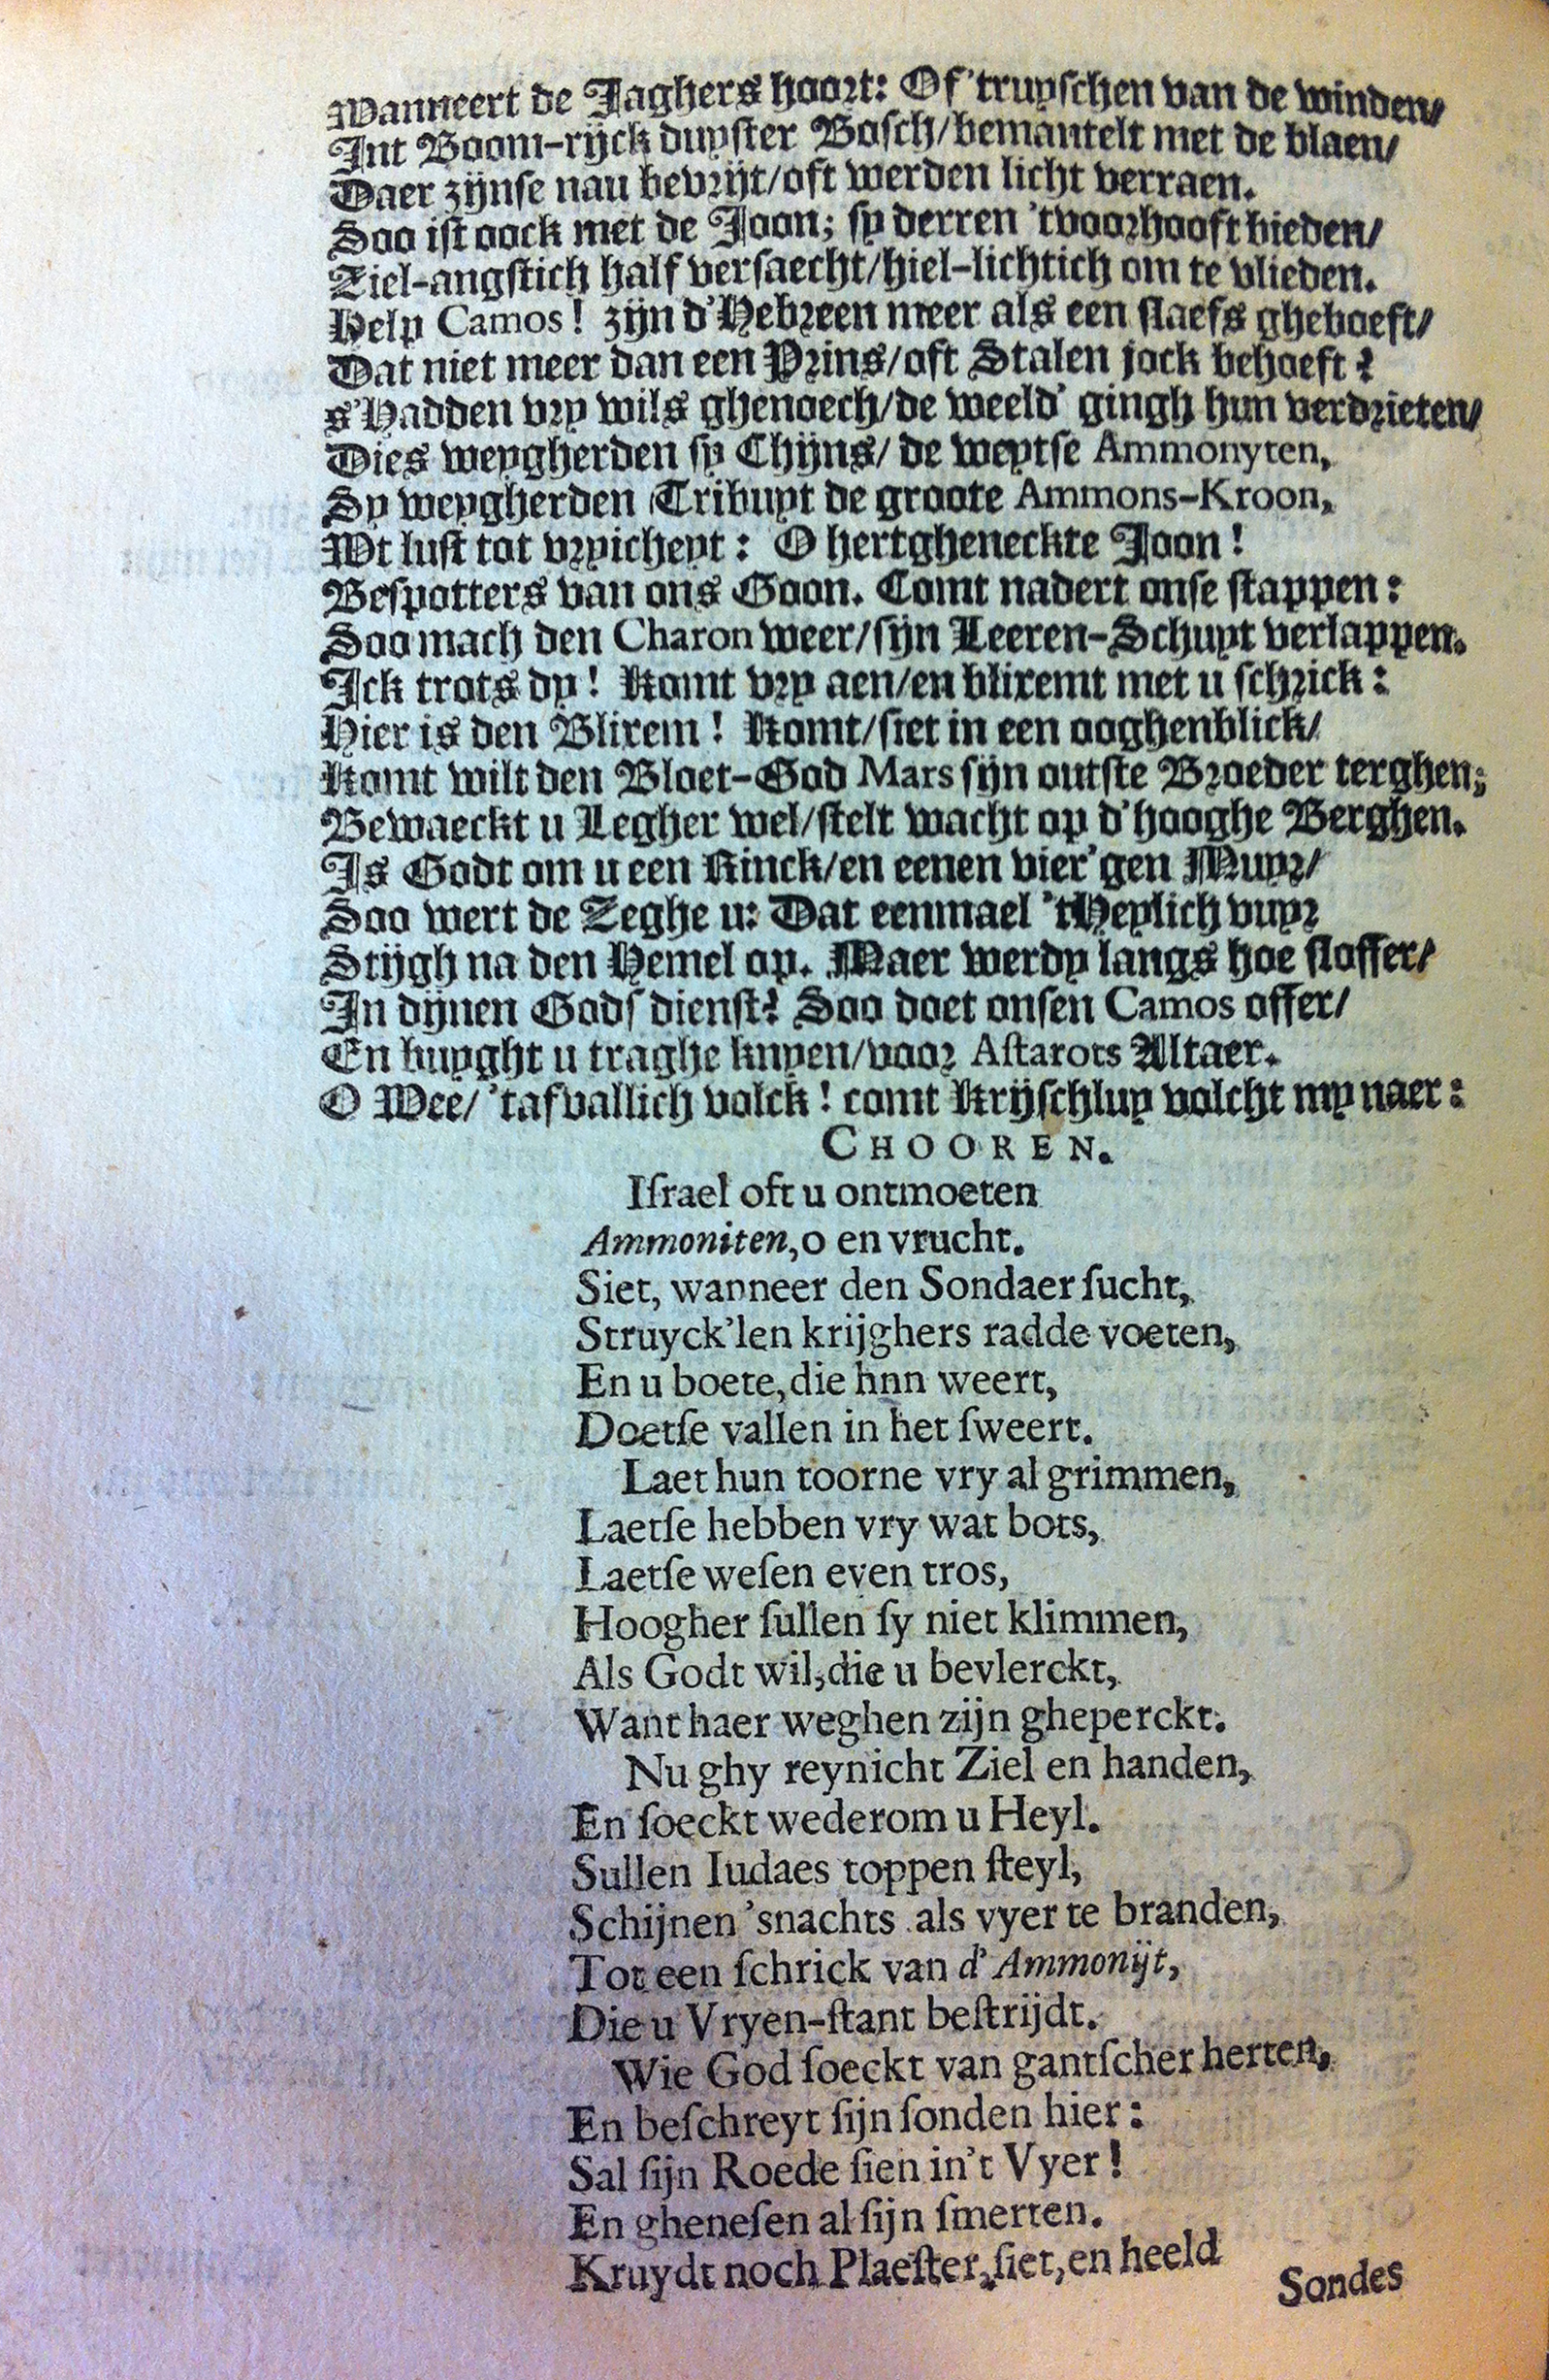 Wanneert de Jaghers hoort: Of 'truyschen van de winden/
Int Boom-rijck duyster Bosch/bemantelt met de blaen/
Daer zijnse nau bevrijt/oft werden licht verraen.
Soo ist oock met de Joon; sy derren 'tvoorhooft bieden/
Ziel-angstich half versaecht/hiel-lichtich om te vlieden.
Help Camos! zijn d'Hebreen meer als een slaefs gheboeft/
Dat niet meer dan een Prins/oft Stalen jock behoeft?
s'Hadden vry wils ghenoech/de weeld' gingh hun verdrieten/
Dies weygherden sy Chijns/ de weytse Ammonyten,
Sy weygherden Tribuyt de groote Ammons-Kroon,
Wt lust tot vryicheyt: O hertgheneckte Joon!
Bespotters van ons Goon. Comt nadert onse stappen:
Soo mach den Charon weer/sijn Leeren-Schuyt verlappen.
Ick trots dy! Komt vry aen/en blixemt met u schrick:
Hier is den Blixem! Komt/siet in een ooghenblick/
Komt wilt den Bloet-God Mars sijn outste Broeder terghen;
Bewaeckt u Legher wel/stelt wacht op d'hooghe Berghen.
Is Godt om u een Rinck/en eenen vier'gen Muyr/
Soo wert de Zeghe u: Dat eenmael 'tHeylich vuyr
Stijgh na den Hemel op. Maer werdy langs hoe sloffer/
In dijnen Godſ dienst? Soo doet onsen Camos offer/
En buyght u traghe knyen/voor Aſtarots Altaer.
O Wee/ 'tafvallich volck! comt Krijschluy volcht my naer:
CHOOREN.
Iſrael oft u ontmoeten
Ammoniten, o en vrucht.
Siet, wanneer den Sondaer ſucht,
Struyck'len krijghers radde voeten,
En u boete, die hnn weert,
Doetſe vallen in het ſweert.
Laet hun toorne vry al grimmen,
Laetſe hebben vry wat bots,
Laetſe weſen even tros,
Hoogher ſullen ſy niet klimmen,
Als Godt wil, die u bevlerckt,
Want haer weghen zijn gheperckt.
Nu ghy reynicht Ziel en handen,
En ſoeckt wederom u Heyl.
Sullen Iudaes toppen ſteyl,
Schijnen 'snachts als vyer te branden,
Tot een ſchrick van d'Ammonijt,
Die u Vryen-ſtant beſtrijdt.
Wie God ſoeckt van gantſcher herten,
En beſchreyt ſijn ſonden hier:
Sal ſijn Roede ſien in't Vyer!
En gheneſen al ſijn ſmerten.
Kruydt noch Plaeſter, ſiet, en heeld
Sondes